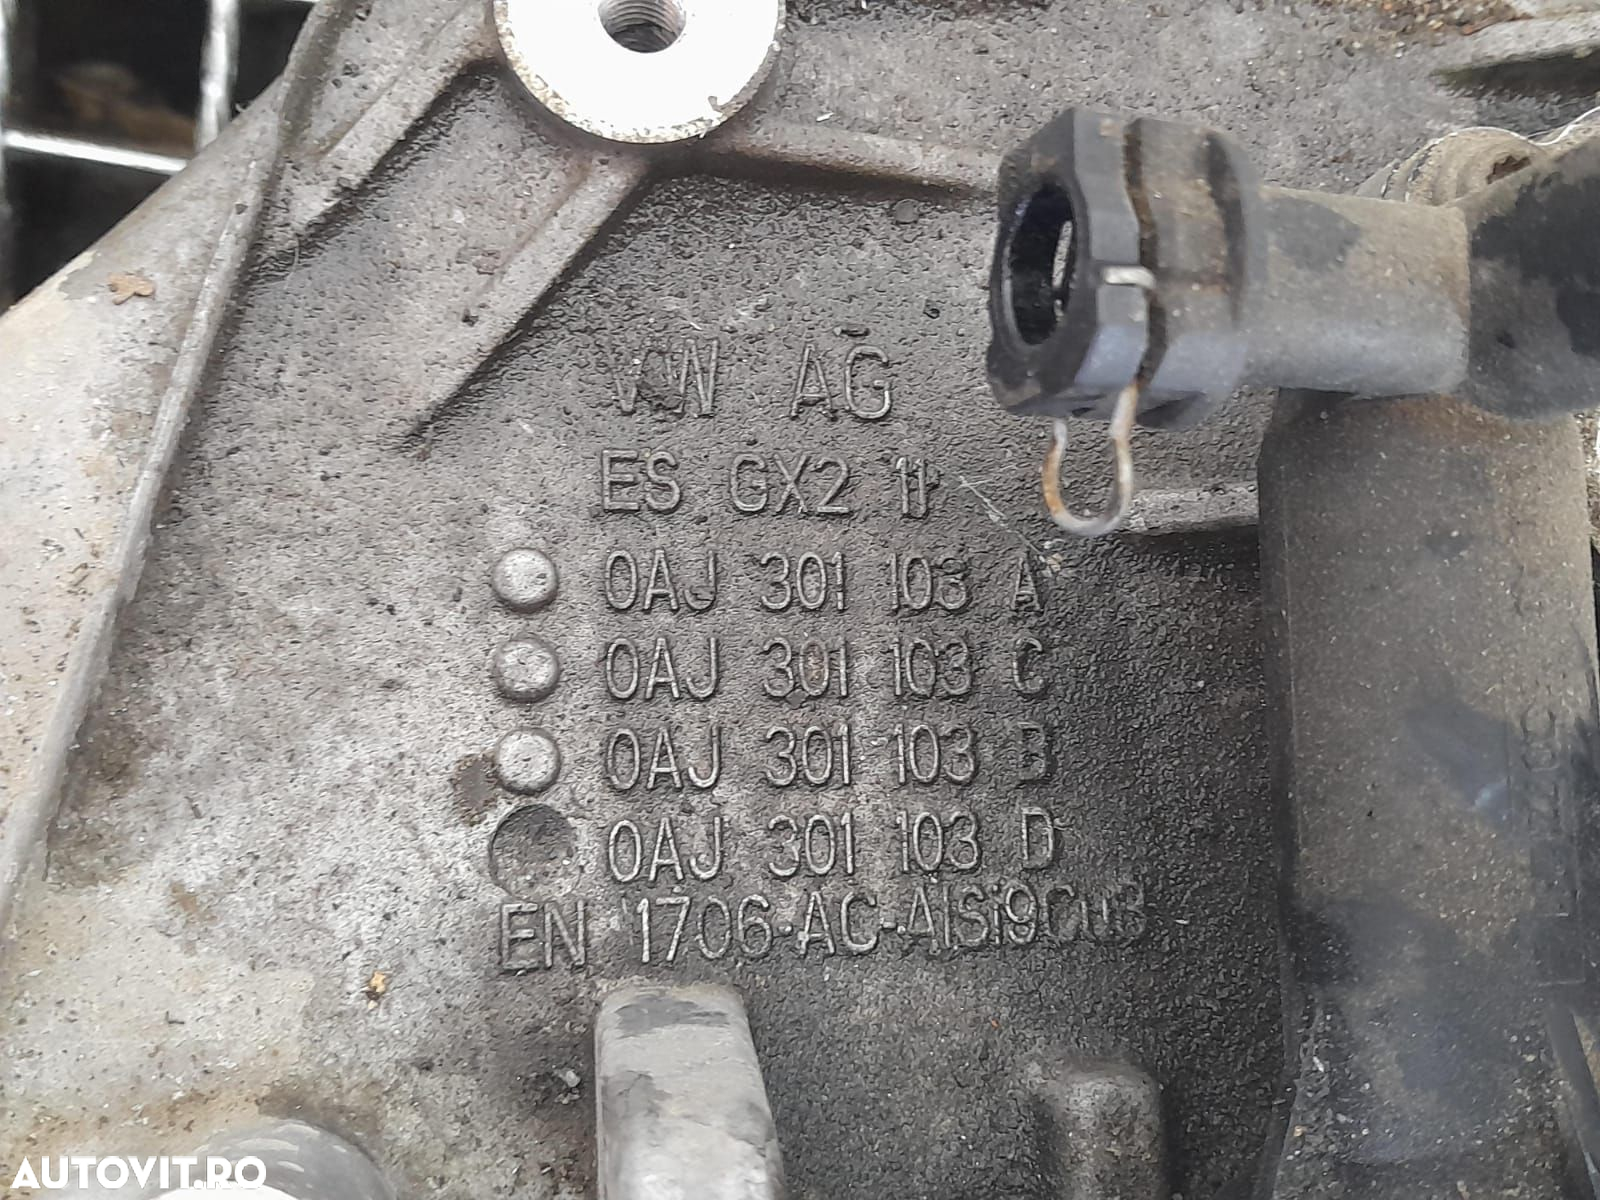 VW AG
ES GX2 11
0AJ 301 103 A
0AJ 301 103 C
0AJ 301 103 B
0AJ 301 103 D
EN 1706-AC-AlSi9Cu3
AUTOVIT.RO